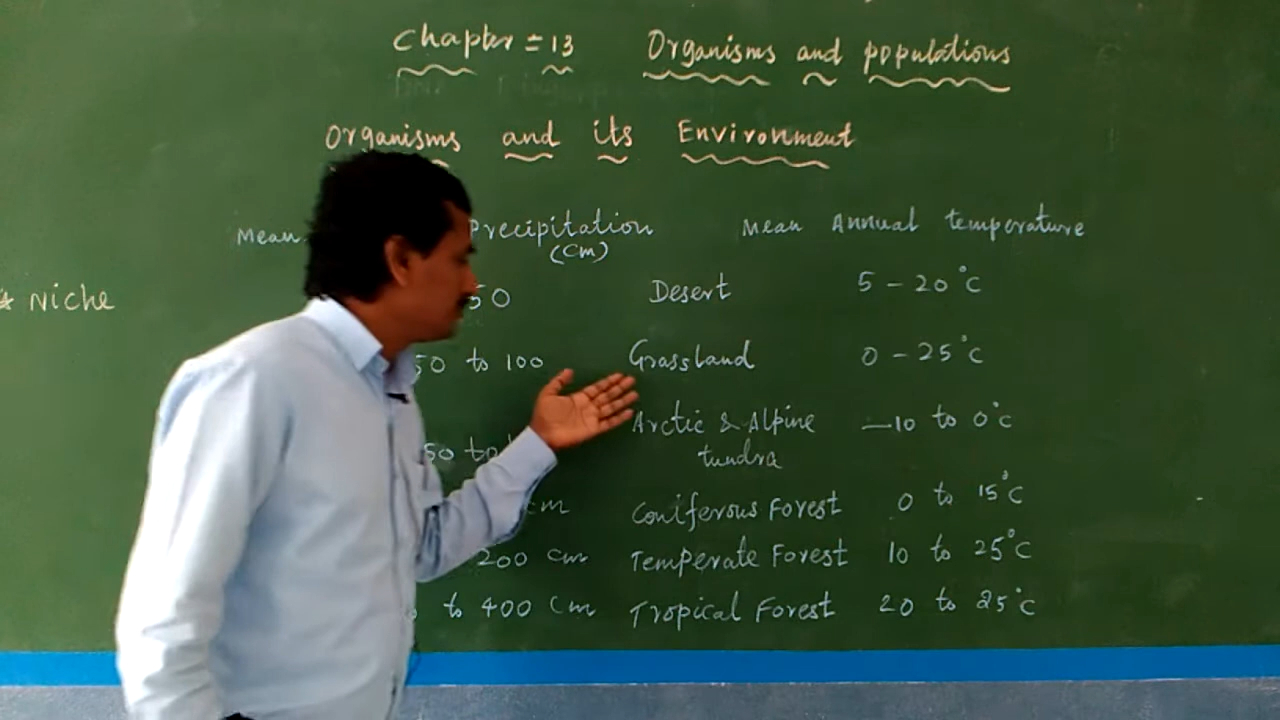 Chapter = 13 Organisms and populations
Organisms and its Environment
Mean Precipitation (Cm) Mean Annual temperature
* Niche
50 Desert 5 - 20°C
50 to 100 Grassland 0 - 25°C
50 to Arctic & Alpine tundra -10 to 0°C
cm Coniferous Forest 0 to 15°C
200 cm Temperate Forest 10 to 25°C
to 400 Cm Tropical Forest 20 to 25°C